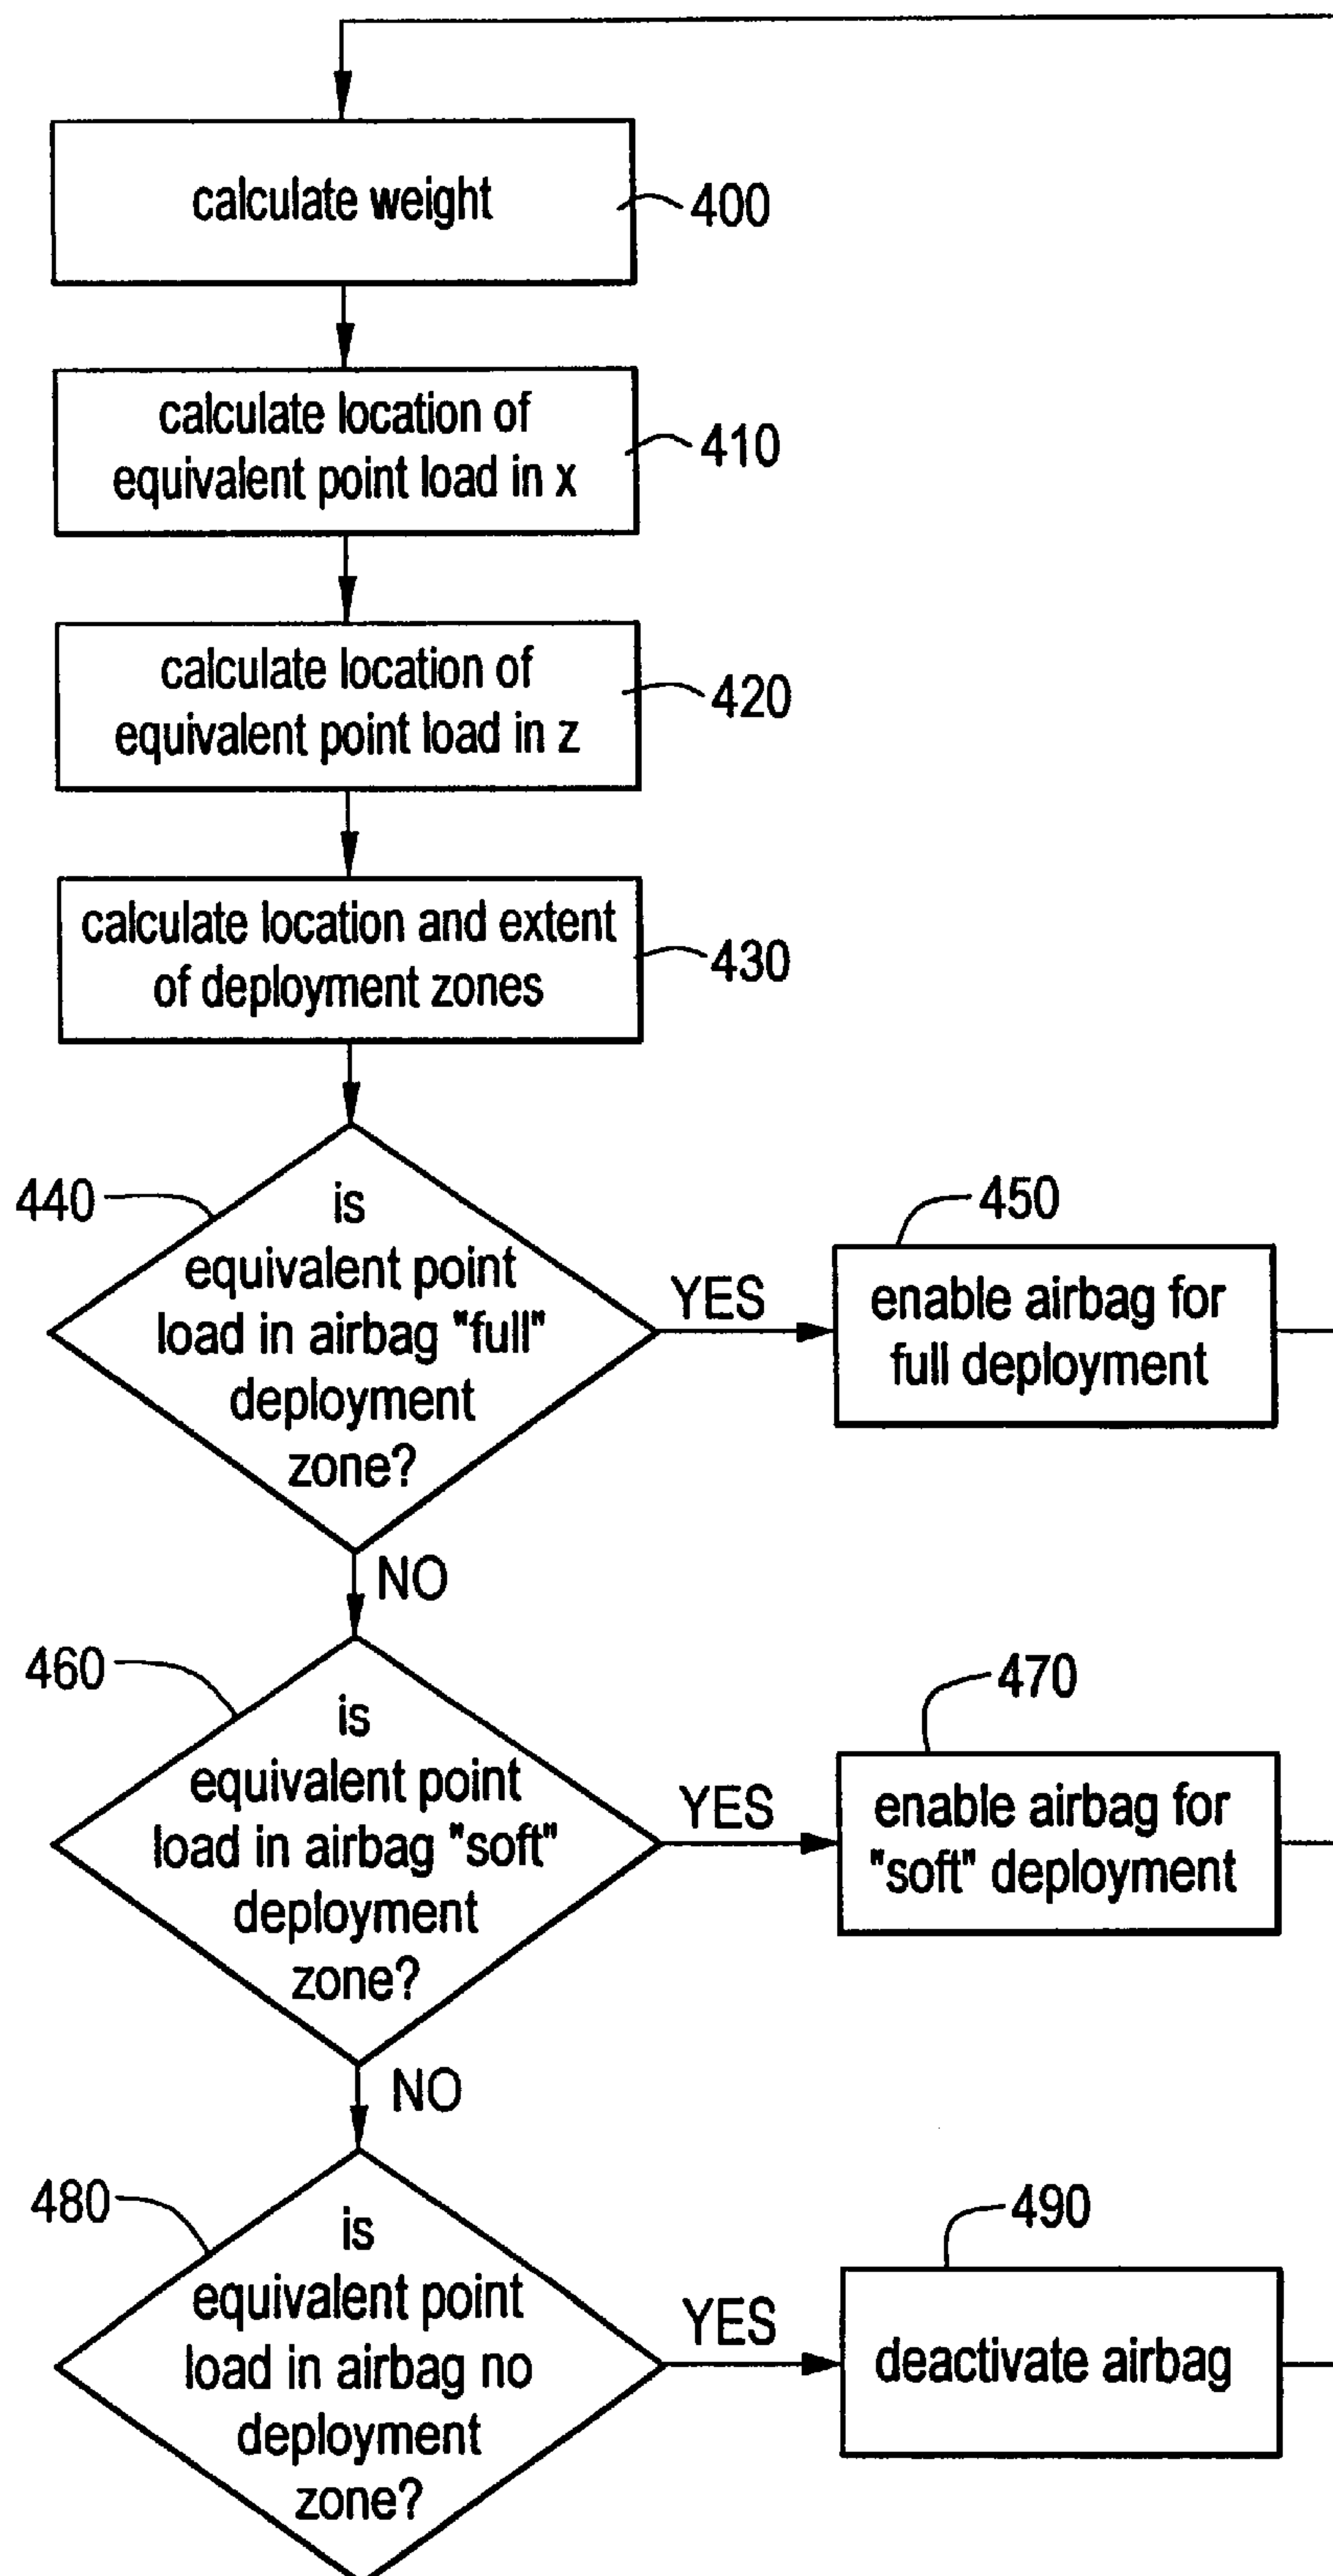 calculate weight
400
calculate location of
equivalent point load in x
410
calculate location of
equivalent point load in z
420
calculate location and extent
of deployment zones
430
440
is
equivalent point
load in airbag "full"
deployment
zone?
YES
450
enable airbag for
full deployment
NO
460
is
equivalent point
load in airbag "soft"
deployment
zone?
YES
470
enable airbag for
"soft" deployment
NO
480
is
equivalent point
load in airbag no
deployment
zone?
YES
490
deactivate airbag